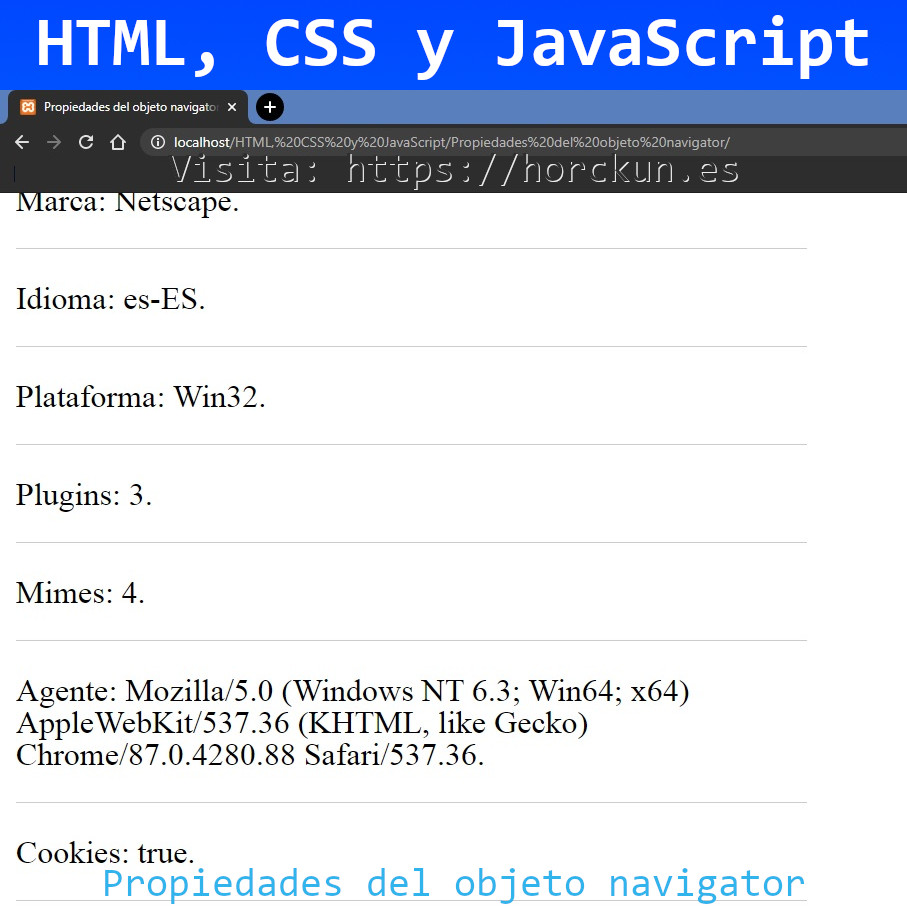 HTML, CSS y JavaScript
Propiedades del objeto navigato
localhost/HTML,%20CSS%20y%20JavaScript/Propiedades%20del%20objeto%20navigator/
Visita: https://horckun.es
Marca: Netscape.
Idioma: es-ES.
Plataforma: Win32.
Plugins: 3.
Mimes: 4.
Agente: Mozilla/5.0 (Windows NT 6.3; Win64; x64)
AppleWebKit/537.36 (KHTML, like Gecko)
Chrome/87.0.4280.88 Safari/537.36.
Cookies: true.
Propiedades del objeto navigator